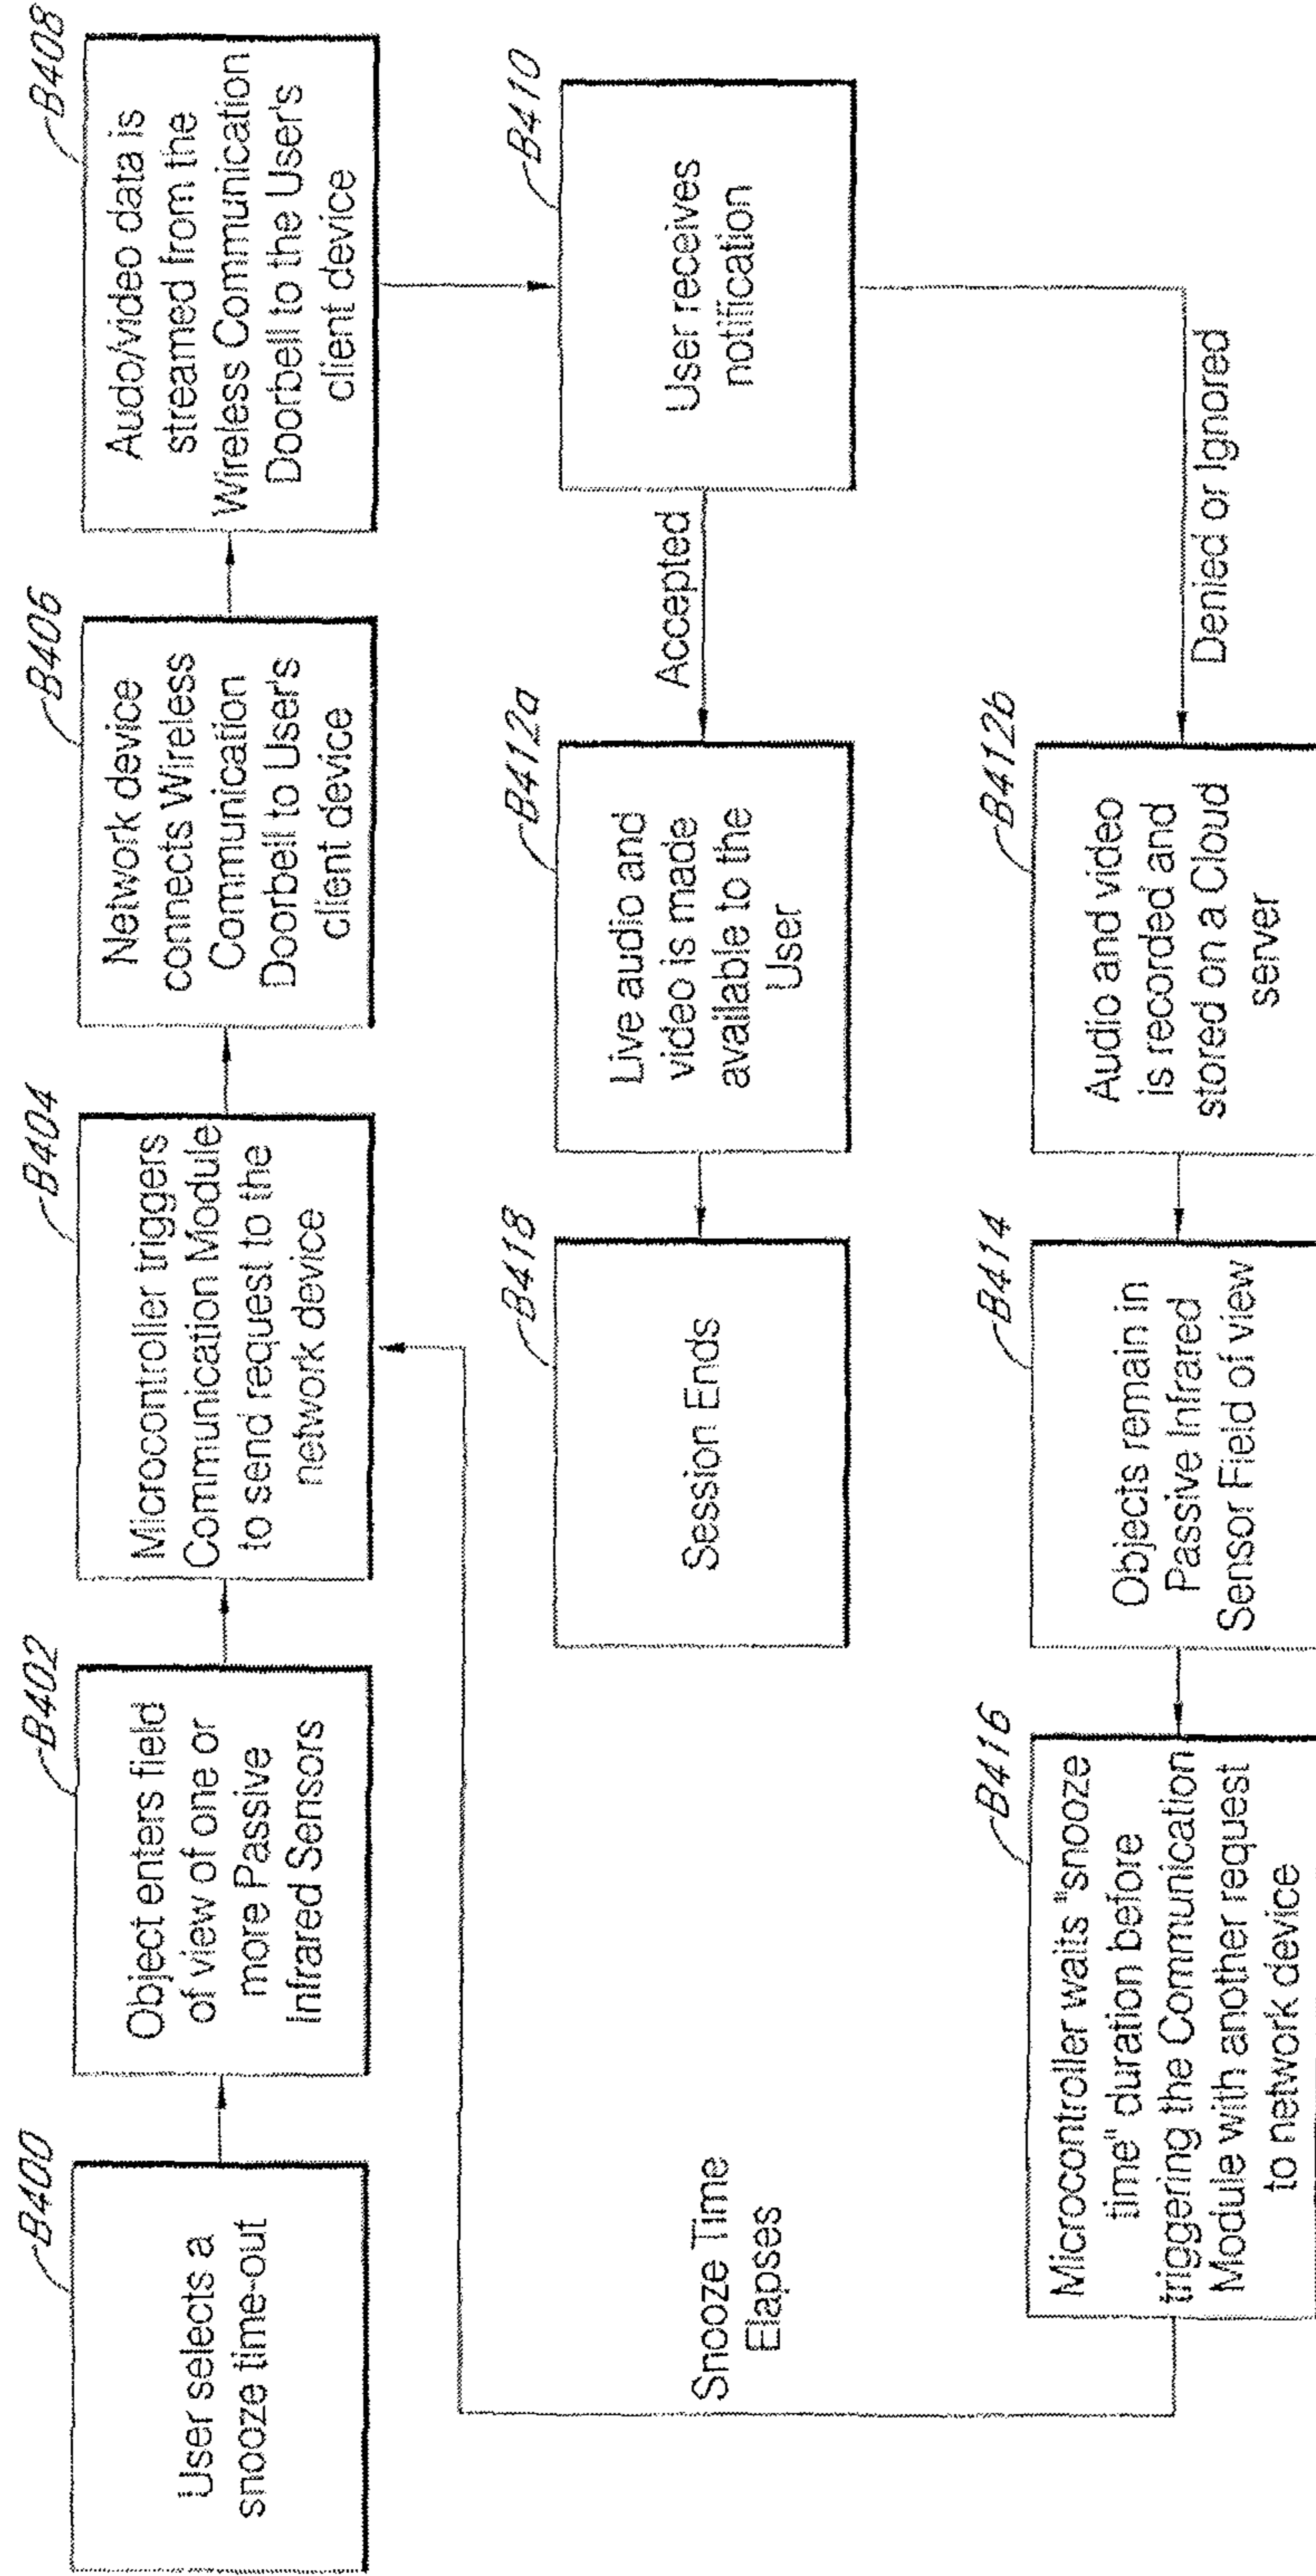 B400
User selects a
snooze time-out
B402
Object enters field
of view of one or
more Passive
Infrared Sensors
B404
Microcontroller triggers
Communication Module
to send request to the
network device
B406
Network device
connects Wireless
Communication
Doorbell to User's
client device
B408
Audo/video data is
streamed from the
Wireless Communication
Doorbell to the User's
client device
B410
User receives
notification
Accepted
B412a
Live audio and
video is made
available to the
User
B418
Session Ends
Denied or Ignored
B412b
Audio and video
is recorded and
stored on a Cloud
server
B414
Objects remain in
Passive Infrared
Sensor Field of view
B416
Microcontroller waits "snooze
time" duration before
triggering the Communication
Module with another request
to network device
Snooze Time
Elapses